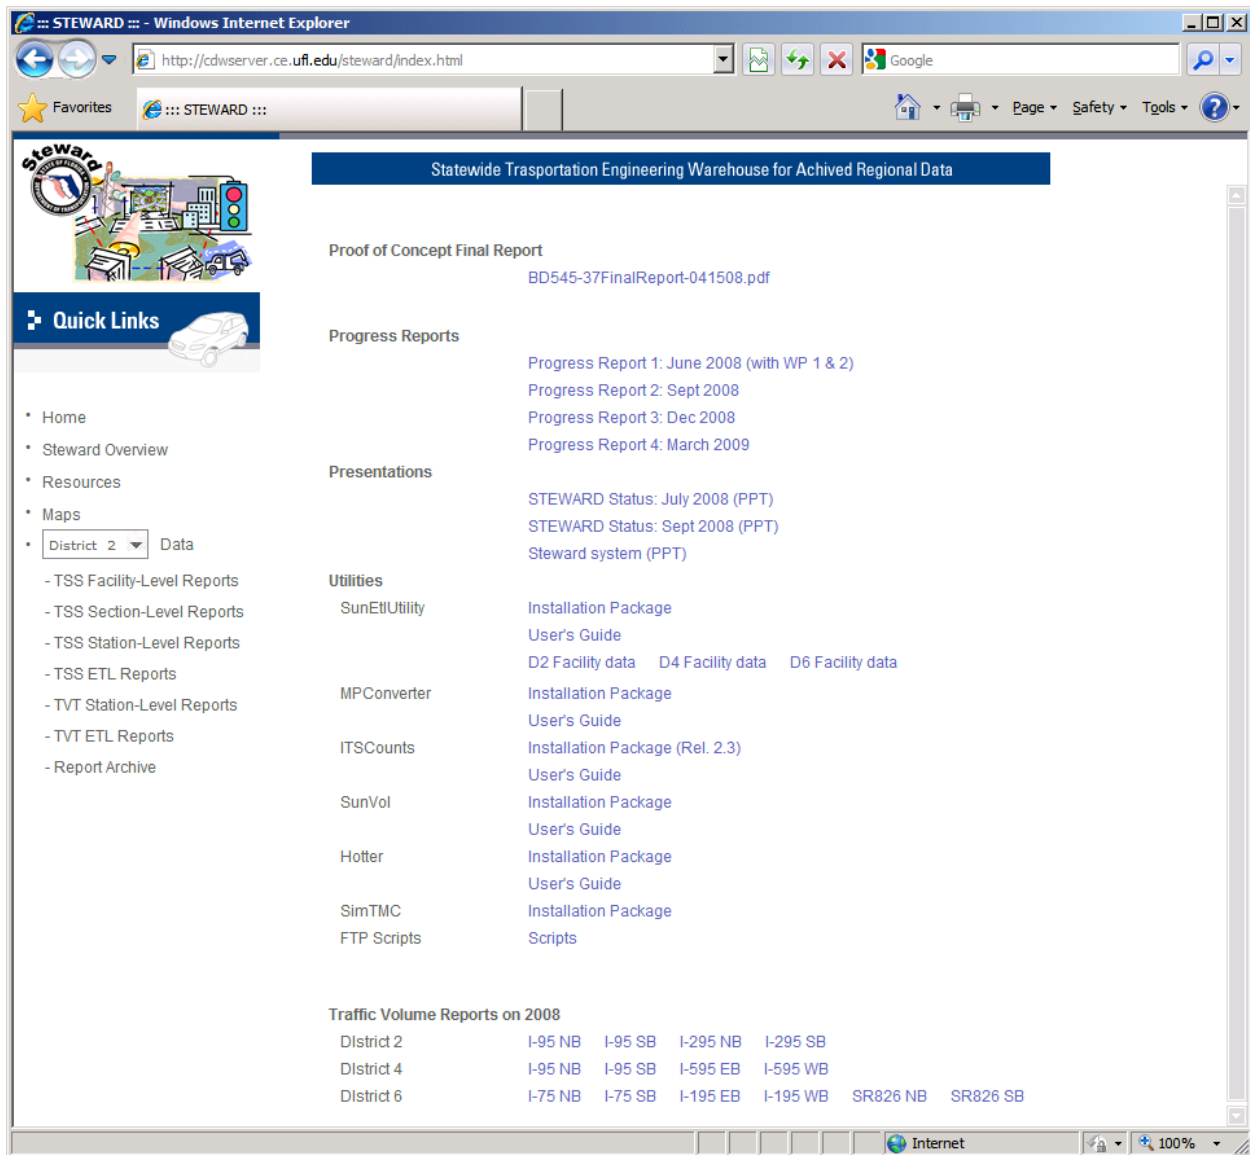 ::: STEWARD ::: - Windows Internet Explorer
http://cdwserver.ce.ufl.edu/steward/index.html
Google
Favorites
::: STEWARD :::
Page Safety Tools
Steward
Statewide Trasportation Engineering Warehouse for Achived Regional Data
Quick Links
Home
Steward Overview
Resources
Maps
District 2 Data
- TSS Facility-Level Reports
- TSS Section-Level Reports
- TSS Station-Level Reports
- TSS ETL Reports
- TVT Station-Level Reports
- TVT ETL Reports
- Report Archive
Proof of Concept Final Report
BD545-37FinalReport-041508.pdf
Progress Reports
Progress Report 1: June 2008 (with WP 1 & 2)
Progress Report 2: Sept 2008
Progress Report 3: Dec 2008
Progress Report 4: March 2009
Presentations
STEWARD Status: July 2008 (PPT)
STEWARD Status: Sept 2008 (PPT)
Steward system (PPT)
Utilities
SunEtlUtility Installation Package
User's Guide
D2 Facility data D4 Facility data D6 Facility data
MPConverter Installation Package
User's Guide
ITSCounts Installation Package (Rel. 2.3)
User's Guide
SunVol Installation Package
User's Guide
Hotter Installation Package
User's Guide
SimTMC Installation Package
FTP Scripts Scripts
Traffic Volume Reports on 2008
DIstrict 2 I-95 NB I-95 SB I-295 NB I-295 SB
DIstrict 4 I-95 NB I-95 SB I-595 EB I-595 WB
DIstrict 6 I-75 NB I-75 SB I-195 EB I-195 WB SR826 NB SR826 SB
Internet
100%